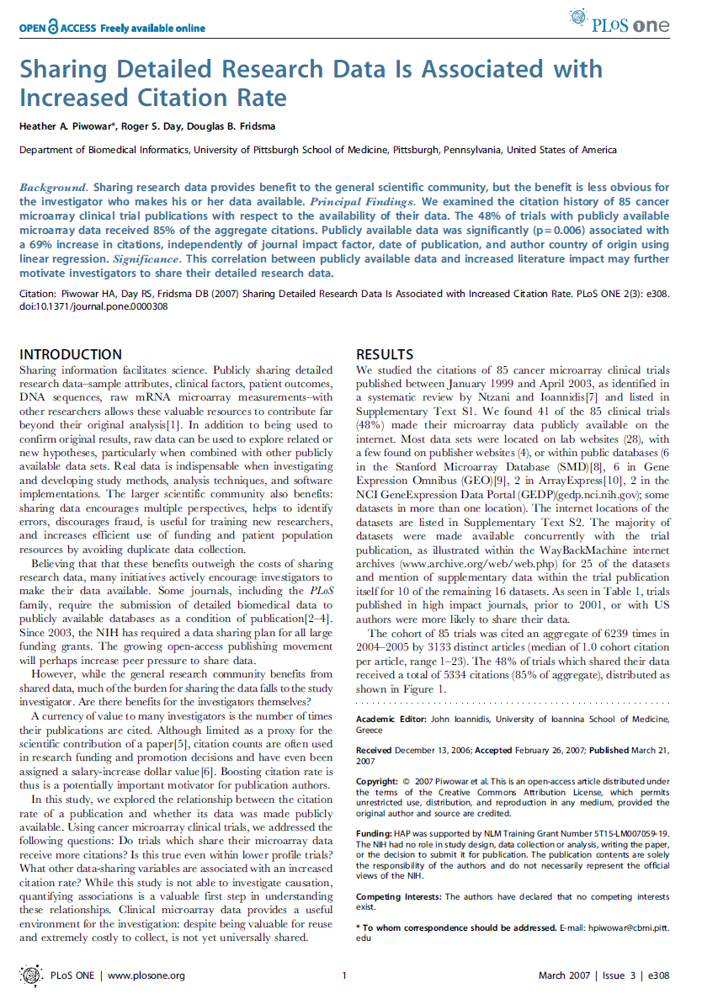 OPEN ACCESS Freely available online
PLoS one
Sharing Detailed Research Data Is Associated with
Increased Citation Rate
Heather A. Piwowar*, Roger S. Day, Douglas B. Fridsma
Department of Biomedical Informatics, University of Pittsburgh School of Medicine, Pittsburgh, Pennsylvania, United States of America
Background. Sharing research data provides benefit to the general scientific community, but the benefit is less obvious for
the investigator who makes his or her data available. Principal Findings. We examined the citation history of 85 cancer
microarray clinical trial publications with respect to the availability of their data. The 48% of trials with publicly available
microarray data received 85% of the aggregate citations. Publicly available data was significantly (p = 0.006) associated with
a 69% increase in citations, independently of journal impact factor, date of publication, and author country of origin using
linear regression. Significance. This correlation between publicly available data and increased literature impact may further
motivate investigators to share their detailed research data.
Citation: Piwowar HA, Day RS, Fridsma DB (2007) Sharing Detailed Research Data Is Associated with Increased Citation Rate. PLoS ONE 2(3): e308.
doi:10.1371/journal.pone.0000308
INTRODUCTION
Sharing information facilitates science. Publicly sharing detailed
research data–sample attributes, clinical factors, patient outcomes,
DNA sequences, raw mRNA microarray measurements–with
other researchers allows these valuable resources to contribute far
beyond their original analysis[1]. In addition to being used to
confirm original results, raw data can be used to explore related or
new hypotheses, particularly when combined with other publicly
available data sets. Real data is indispensable when investigating
and developing study methods, analysis techniques, and software
implementations. The larger scientific community also benefits:
sharing data encourages multiple perspectives, helps to identify
errors, discourages fraud, is useful for training new researchers,
and increases efficient use of funding and patient population
resources by avoiding duplicate data collection.
Believing that that these benefits outweigh the costs of sharing
research data, many initiatives actively encourage investigators to
make their data available. Some journals, including the PLoS
family, require the submission of detailed biomedical data to
publicly available databases as a condition of publication[2–4].
Since 2003, the NIH has required a data sharing plan for all large
funding grants. The growing open-access publishing movement
will perhaps increase peer pressure to share data.
However, while the general research community benefits from
shared data, much of the burden for sharing the data falls to the study
investigator. Are there benefits for the investigators themselves?
A currency of value to many investigators is the number of times
their publications are cited. Although limited as a proxy for the
scientific contribution of a paper[5], citation counts are often used
in research funding and promotion decisions and have even been
assigned a salary-increase dollar value[6]. Boosting citation rate is
thus is a potentially important motivator for publication authors.
In this study, we explored the relationship between the citation
rate of a publication and whether its data was made publicly
available. Using cancer microarray clinical trials, we addressed the
following questions: Do trials which share their microarray data
receive more citations? Is this true even within lower profile trials?
What other data-sharing variables are associated with an increased
citation rate? While this study is not able to investigate causation,
quantifying associations is a valuable first step in understanding
these relationships. Clinical microarray data provides a useful
environment for the investigation: despite being valuable for reuse
and extremely costly to collect, is not yet universally shared.
RESULTS
We studied the citations of 85 cancer microarray clinical trials
published between January 1999 and April 2003, as identified in
a systematic review by Ntzani and Ioannidis[7] and listed in
Supplementary Text S1. We found 41 of the 85 clinical trials
(48%) made their microarray data publicly available on the
internet. Most data sets were located on lab websites (28), with
a few found on publisher websites (4), or within public databases (6
in the Stanford Microarray Database (SMD)[8], 6 in Gene
Expression Omnibus (GEO)[9], 2 in ArrayExpress[10], 2 in the
NCI GeneExpression Data Portal (GEDP)(gedp.nci.nih.gov); some
datasets in more than one location). The internet locations of the
datasets are listed in Supplementary Text S2. The majority of
datasets were made available concurrently with the trial
publication, as illustrated within the WayBackMachine internet
archives (www.archive.org/web/web.php) for 25 of the datasets
and mention of supplementary data within the trial publication
itself for 10 of the remaining 16 datasets. As seen in Table 1, trials
published in high impact journals, prior to 2001, or with US
authors were more likely to share their data.
The cohort of 85 trials was cited an aggregate of 6239 times in
2004–2005 by 3133 distinct articles (median of 1.0 cohort citation
per article, range 1–23). The 48% of trials which shared their data
received a total of 5334 citations (85% of aggregate), distributed as
shown in Figure 1.
Academic Editor: John Ioannidis, University of Ioannina School of Medicine,
Greece
Received December 13, 2006; Accepted February 26, 2007; Published March 21,
2007
Copyright: © 2007 Piwowar et al. This is an open-access article distributed under
the terms of the Creative Commons Attribution License, which permits
unrestricted use, distribution, and reproduction in any medium, provided the
original author and source are credited.
Funding: HAP was supported by NLM Training Grant Number 5T15-LM007059-19.
The NIH had no role in study design, data collection or analysis, writing the paper,
or the decision to submit it for publication. The publication contents are solely
the responsibility of the authors and do not necessarily represent the official
views of the NIH.
Competing Interests: The authors have declared that no competing interests
exist.
* To whom correspondence should be addressed. E-mail: hpiwowar@cbmi.pitt.
edu
PLoS ONE | www.plosone.org
1
March 2007 | Issue 3 | e308